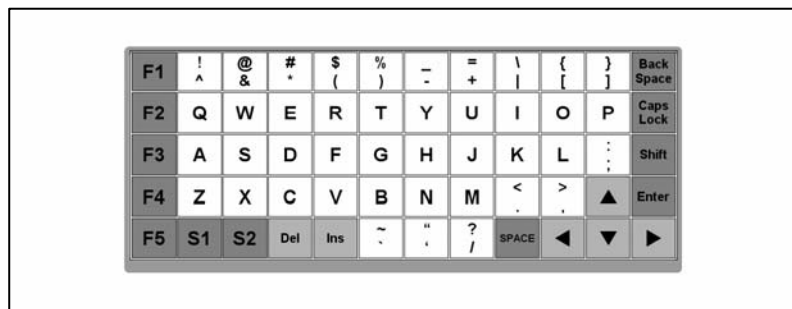 F1 ! @ # $ % _ = \ { } Back
^ & * ( ) - + | [ ] Space
F2 Q W E R T Y U I O P Caps
Lock
F3 A S D F G H J K L : Shift
;
F4 Z X C V B N M < > ▲ Enter
. ,
F5 S1 S2 Del Ins ~ “ ? SPACE ◀ ▼ ▶
` ‘ /